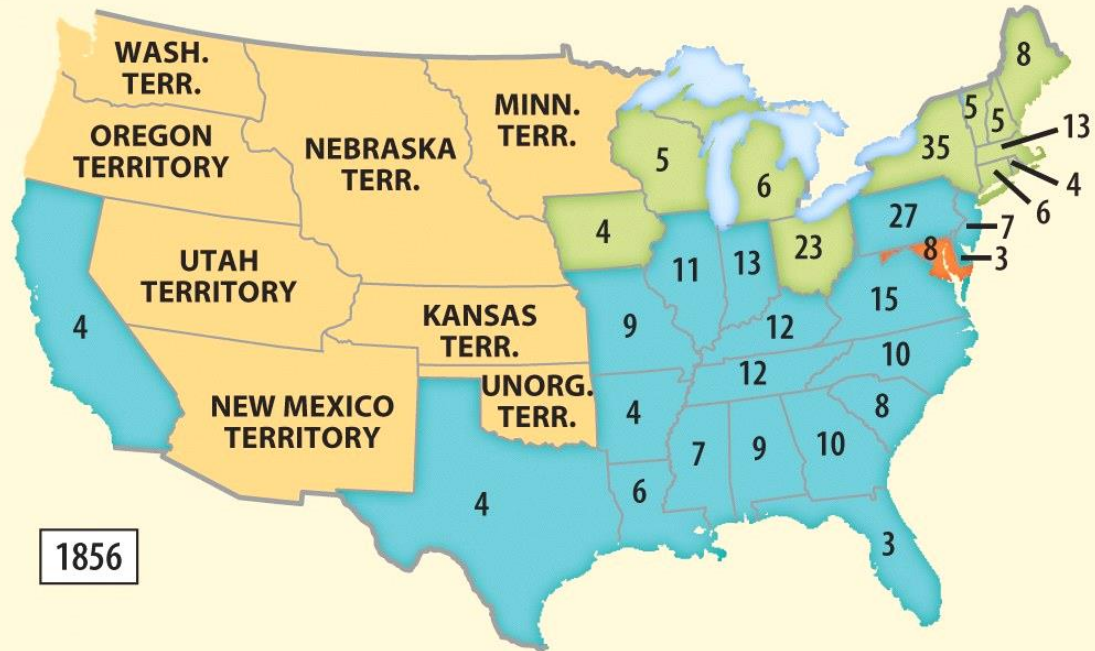 WASH.
TERR.
OREGON
TERRITORY
NEBRASKA
TERR.
MINN.
TERR.
UTAH
TERRITORY
KANSAS
TERR.
NEW MEXICO
TERRITORY
UNORG.
TERR.
8
5
5
13
35
4
6
5
6
4
27
7
23
8
3
11
13
15
4
9
12
10
12
4
8
7
9
10
6
4
3
1856